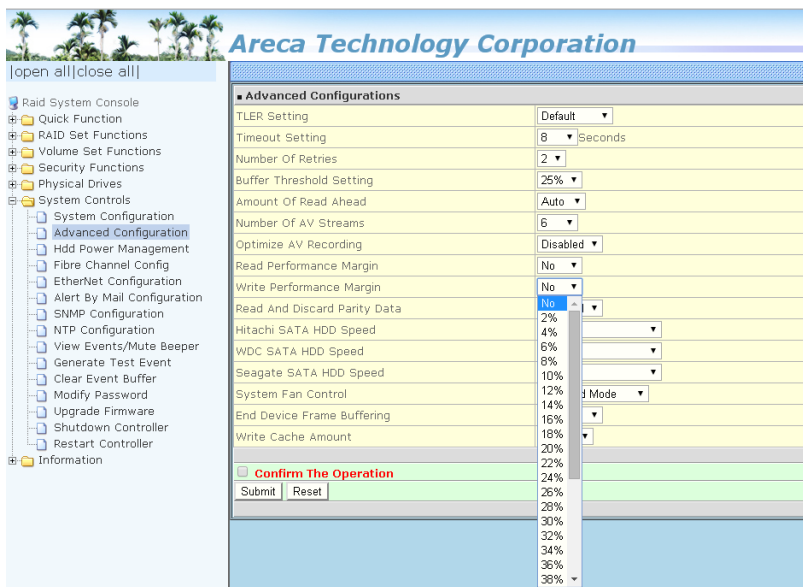 Areca Technology Corporation
|open all|close all|
Raid System Console
Quick Function
RAID Set Functions
Volume Set Functions
Security Functions
Physical Drives
System Controls
System Configuration
Advanced Configuration
Hdd Power Management
Fibre Channel Config
EtherNet Configuration
Alert By Mail Configuration
SNMP Configuration
NTP Configuration
View Events/Mute Beeper
Generate Test Event
Clear Event Buffer
Modify Password
Upgrade Firmware
Shutdown Controller
Restart Controller
Information
Advanced Configurations
TLER Setting Default
Timeout Setting 8 Seconds
Number Of Retries 2
Buffer Threshold Setting 25%
Amount Of Read Ahead Auto
Number Of AV Streams 6
Optimize AV Recording Disabled
Read Performance Margin No
Write Performance Margin No
Read And Discard Parity Data
Hitachi SATA HDD Speed
WDC SATA HDD Speed
Seagate SATA HDD Speed
System Fan Control d Mode
End Device Frame Buffering
Write Cache Amount
No
2%
4%
6%
8%
10%
12%
14%
16%
18%
20%
22%
24%
26%
28%
30%
32%
34%
36%
38%
Confirm The Operation
Submit Reset